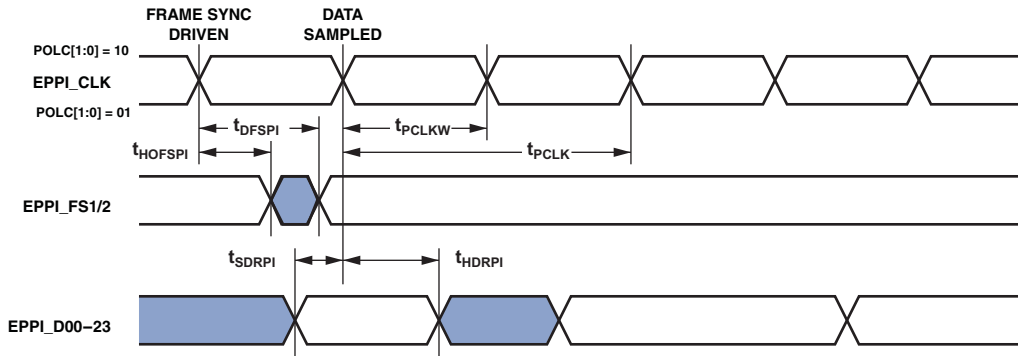 FRAME SYNC
DRIVEN
DATA
SAMPLED
POLC[1:0] = 10
EPPI_CLK
POLC[1:0] = 01
tDFSPI
tPCLKW
tHOFSPI
tPCLK
EPPI_FS1/2
tSDRPI
tHDRPI
EPPI_D00–23